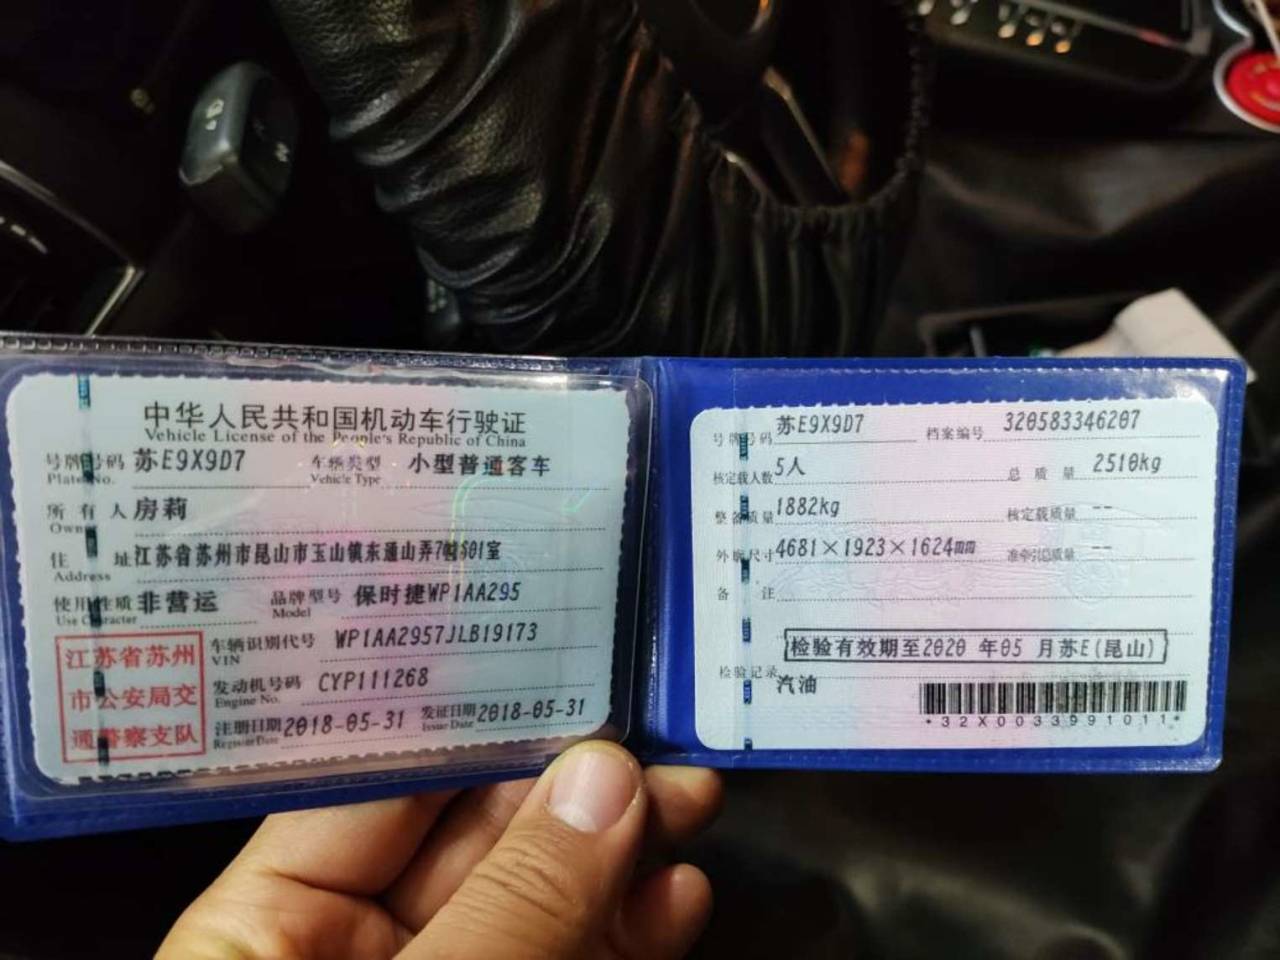 中华人民共和国机动车行驶证
Vehicle License of the People's Republic of China
号牌号码 苏E9X9D7 车辆类型 小型普通客车
Plate No. Vehicle Type
所有人 房莉
Owner
住址 江苏省苏州市昆山市玉山镇东通山弄7幢601室
Address
使用性质 非营运 品牌型号 保时捷WP1AA295
Use Character Model
江苏省苏州
市公安局交
通警察支队
车辆识别代号 WP1AA2957JLB19173
VIN
发动机号码 CYP111268
Engine No.
注册日期 2018-05-31 发证日期 2018-05-31
Register Date Issue Date
号牌号码 苏E9X9D7 档案编号 320583346207
核定载人数 5人 总质量 2510kg
整备质量 1882kg 核定载质量 --
外廓尺寸 4681×1923×1624mm 准牵引总质量 --
备注
检验有效期至2020 年05 月苏E(昆山)
检验记录
汽油
*32X0033991011*